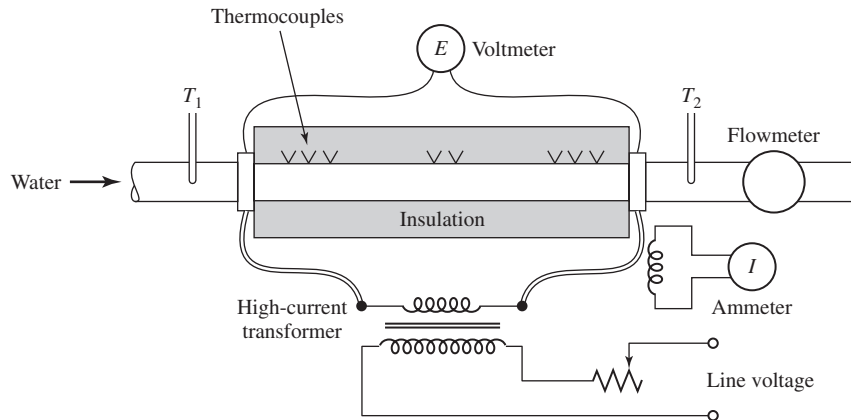 Thermocouples
E
Voltmeter
T1
T2
Flowmeter
Water
Insulation
I
High-current
transformer
Ammeter
Line voltage